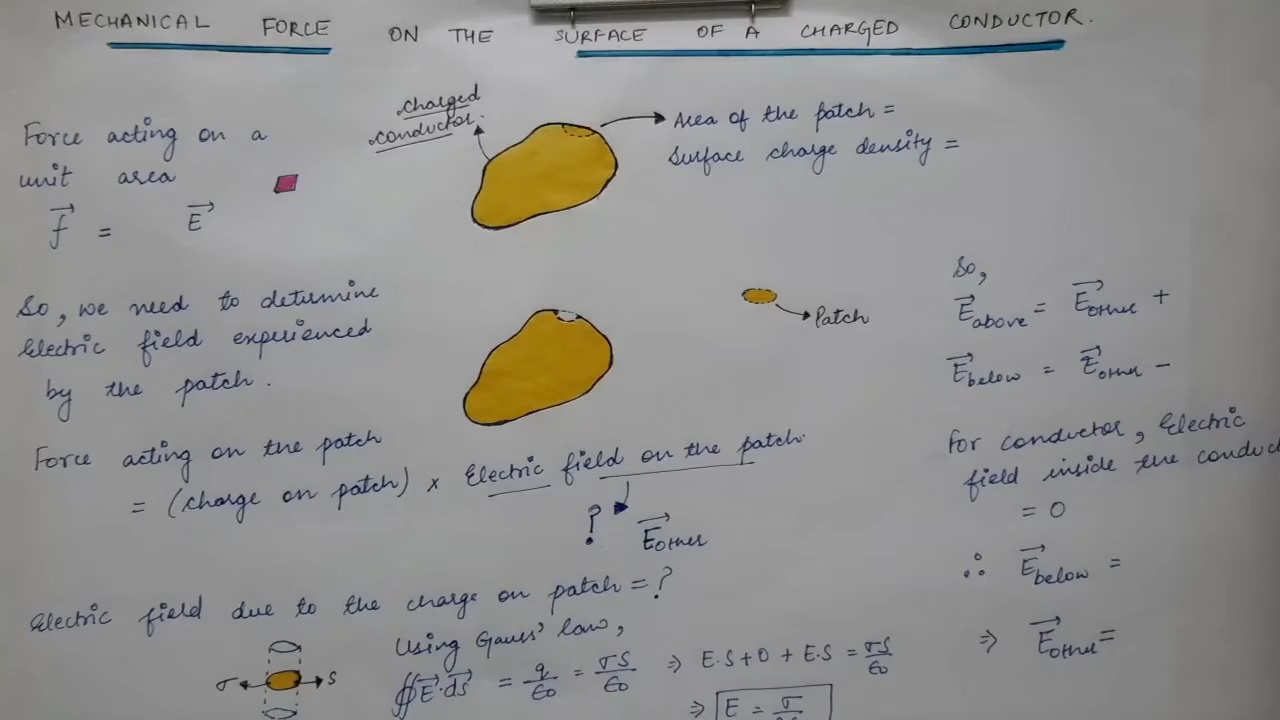 MECHANICAL FORCE ON THE SURFACE OF A CHARGED CONDUCTOR.
charged
conductor.
Area of the patch =
Surface charge density =
Force acting on a
unit area
f⃗ = E⃗
So, we need to determine
Electric field experienced
by the patch.
Patch
So,
E⃗above = E⃗other +
E⃗below = E⃗other −
Force acting on the patch
= (charge on patch) × Electric field on the patch.
? E⃗other
For conductor, Electric
field inside the conduc
= 0
∴ E⃗below =
⇒ E⃗other =
Electric field due to the charge on patch = ?
Using Gauss' law,
σ S
∯E⃗·ds⃗ = q/ε0 = σS/ε0 ⇒ E.S + 0 + E.S = σS/ε0
⇒ E = σ/